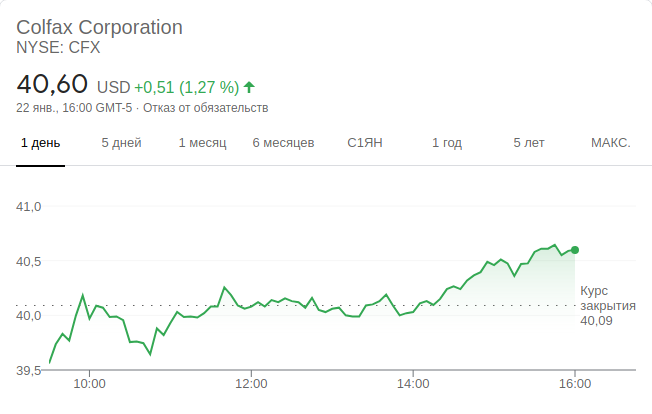 Colfax Corporation
NYSE: CFX
40,60 USD +0,51 (1,27 %)
22 янв., 16:00 GMT-5 · Отказ от обязательств
1 день 5 дней 1 месяц 6 месяцев С1ЯН 1 год 5 лет МАКС.
41,0
40,5
Курс
закрытия
40,09
40,0
39,5
10:00 12:00 14:00 16:00